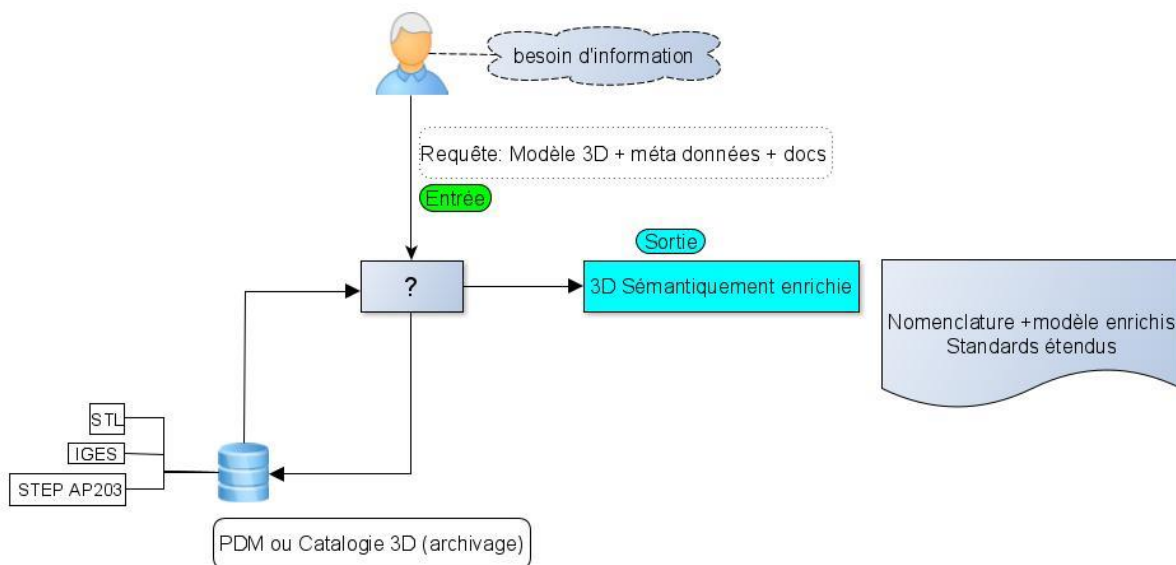 besoin d'information
Requête: Modèle 3D + méta données + docs
Entrée
Sortie
?
3D Sémantiquement enrichie
Nomenclature +modèle enrichis
Standards étendus
STL
IGES
STEP AP203
PDM ou Catalogie 3D (archivage)